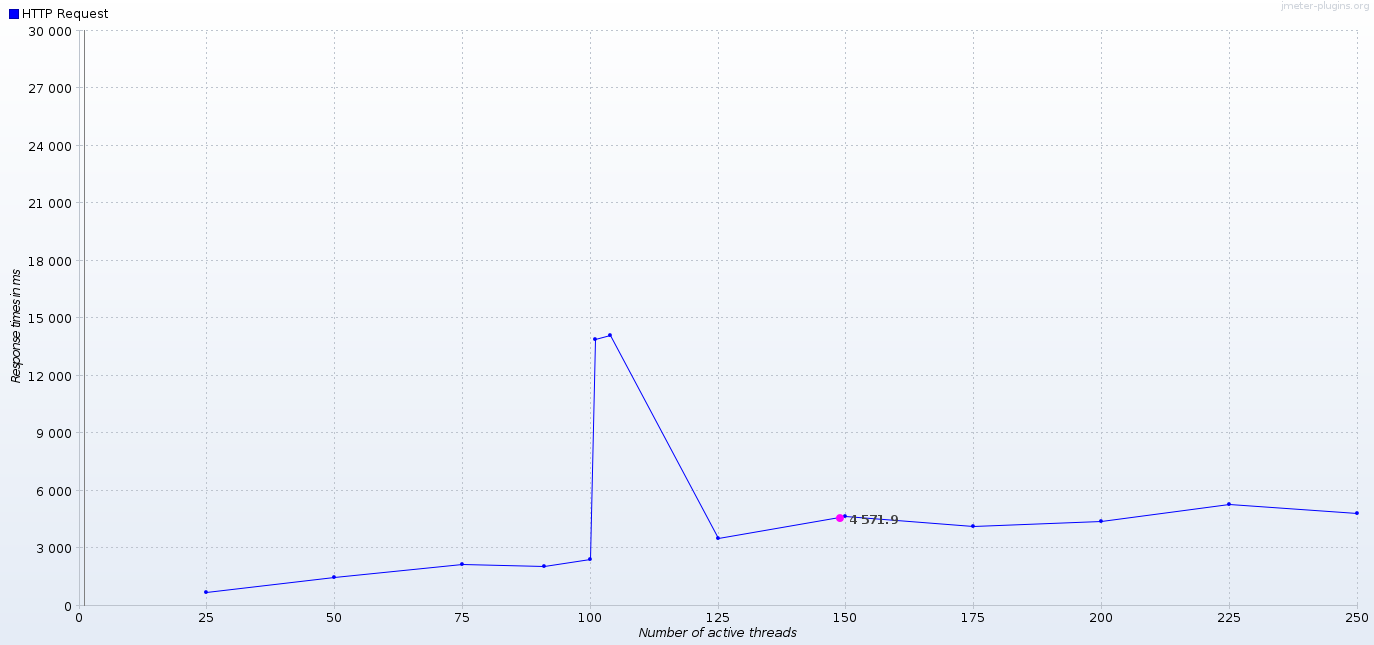 HTTP Request
jmeter-plugins.org
30 000
27 000
24 000
21 000
18 000
15 000
12 000
9 000
6 000
3 000
0
Response times in ms
4 571.9
0 25 50 75 100 125 150 175 200 225 250
Number of active threads